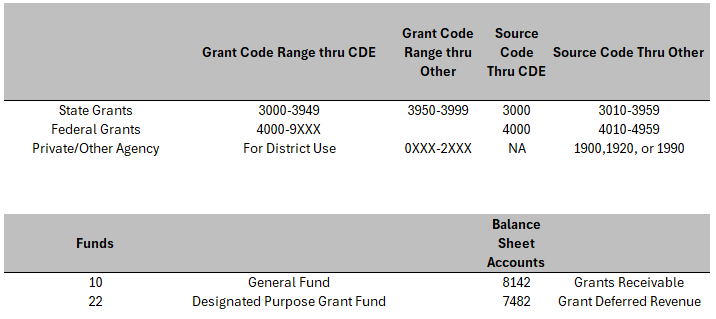 Grant Code Range thru CDE Grant Code Range thru Other Source Code Thru CDE Source Code Thru Other
State Grants 3000-3949 3950-3999 3000 3010-3959
Federal Grants 4000-9XXX 4000 4010-4959
Private/Other Agency For District Use 0XXX-2XXX NA 1900,1920, or 1990
Funds Balance Sheet Accounts
10 General Fund 8142 Grants Receivable
22 Designated Purpose Grant Fund 7482 Grant Deferred Revenue